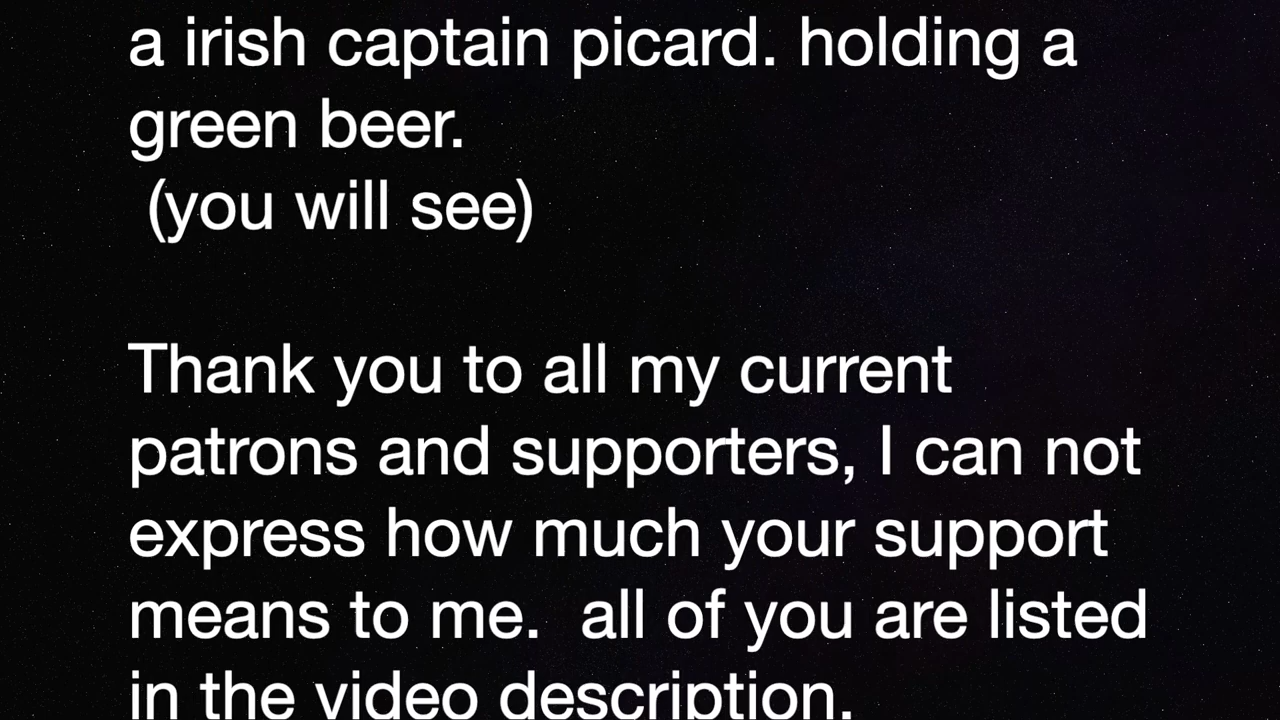 a irish captain picard. holding a
green beer.
(you will see)
Thank you to all my current
patrons and supporters, I can not
express how much your support
means to me.  all of you are listed
in the video description.